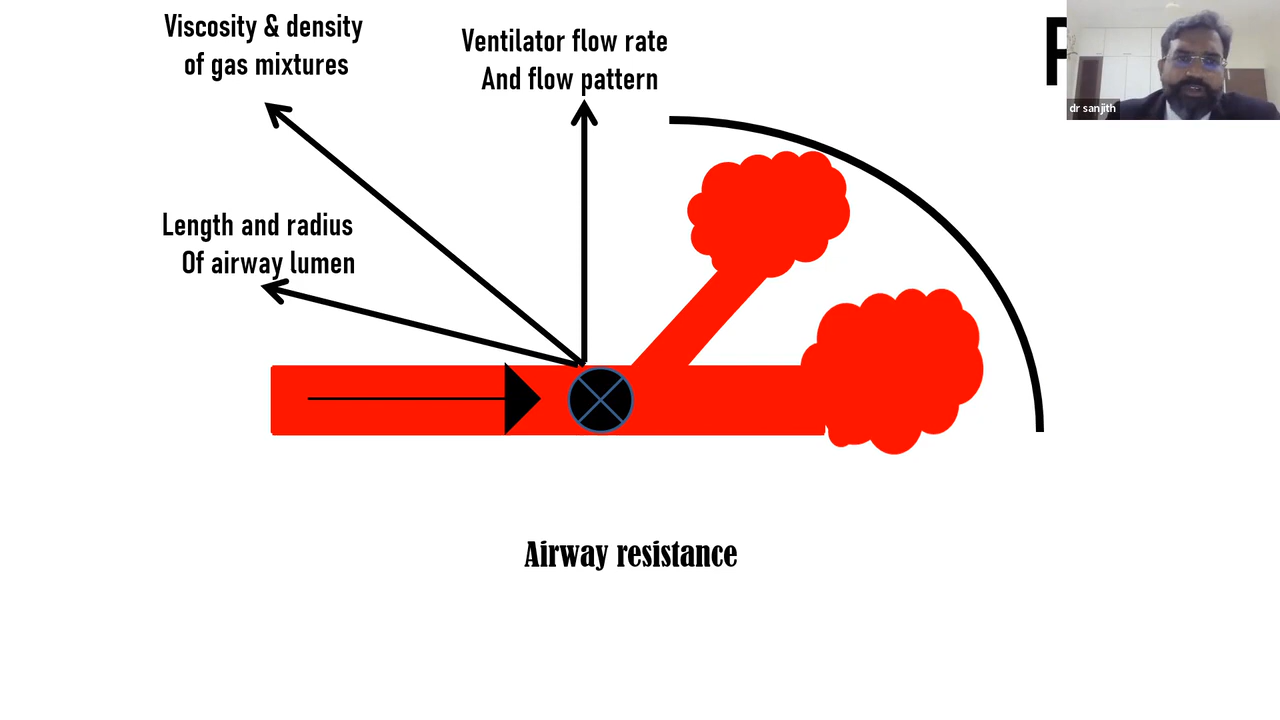 Viscosity & density
of gas mixtures
Ventilator flow rate
And flow pattern
dr sanjith
Length and radius
Of airway lumen
Airway resistance